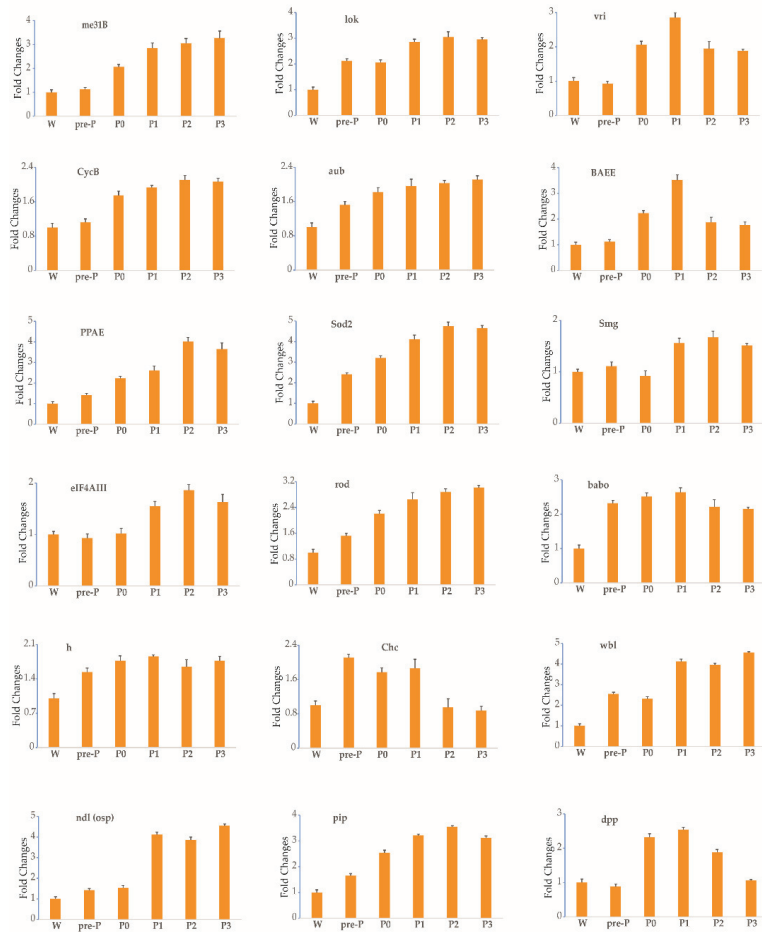 me31B
Fold Changes
4
3
2
1
0
W pre-P P0 P1 P2 P3
lok
Fold Changes
4
3
2
1
0
W pre-P P0 P1 P2 P3
vri
Fold Changes
3
2
1
0
W pre-P P0 P1 P2 P3
CycB
Fold Changes
2.4
1.6
0.8
0
W pre-P P0 P1 P2 P3
aub
Fold Changes
2.4
1.6
0.8
0
W pre-P P0 P1 P2 P3
BAEE
Fold Changes
4
3
2
1
0
W pre-P P0 P1 P2 P3
PPAE
Fold Changes
5
4
3
2
1
0
W pre-P P0 P1 P2 P3
Sod2
Fold Changes
5
4
3
2
1
0
W pre-P P0 P1 P2 P3
Smg
Fold Changes
2
1
0
W pre-P P0 P1 P2 P3
eIF4AIII
Fold Changes
2
1
0
W pre-P P0 P1 P2 P3
rod
Fold Changes
3.2
2.4
1.6
0.8
0
W pre-P P0 P1 P2 P3
babo
Fold Changes
3
2
1
0
W pre-P P0 P1 P2 P3
h
Fold Changes
2.1
1.4
0.7
0
W pre-P P0 P1 P2 P3
Chc
Fold Changes
2.4
1.6
0.8
0
W pre-P P0 P1 P2 P3
wbl
Fold Changes
5
4
3
2
1
0
W pre-P P0 P1 P2 P3
ndl (osp)
Fold Changes
5
4
3
2
1
0
W pre-P P0 P1 P2 P3
pip
Fold Changes
4
3
2
1
0
W pre-P P0 P1 P2 P3
dpp
Fold Changes
3
2
1
0
W pre-P P0 P1 P2 P3